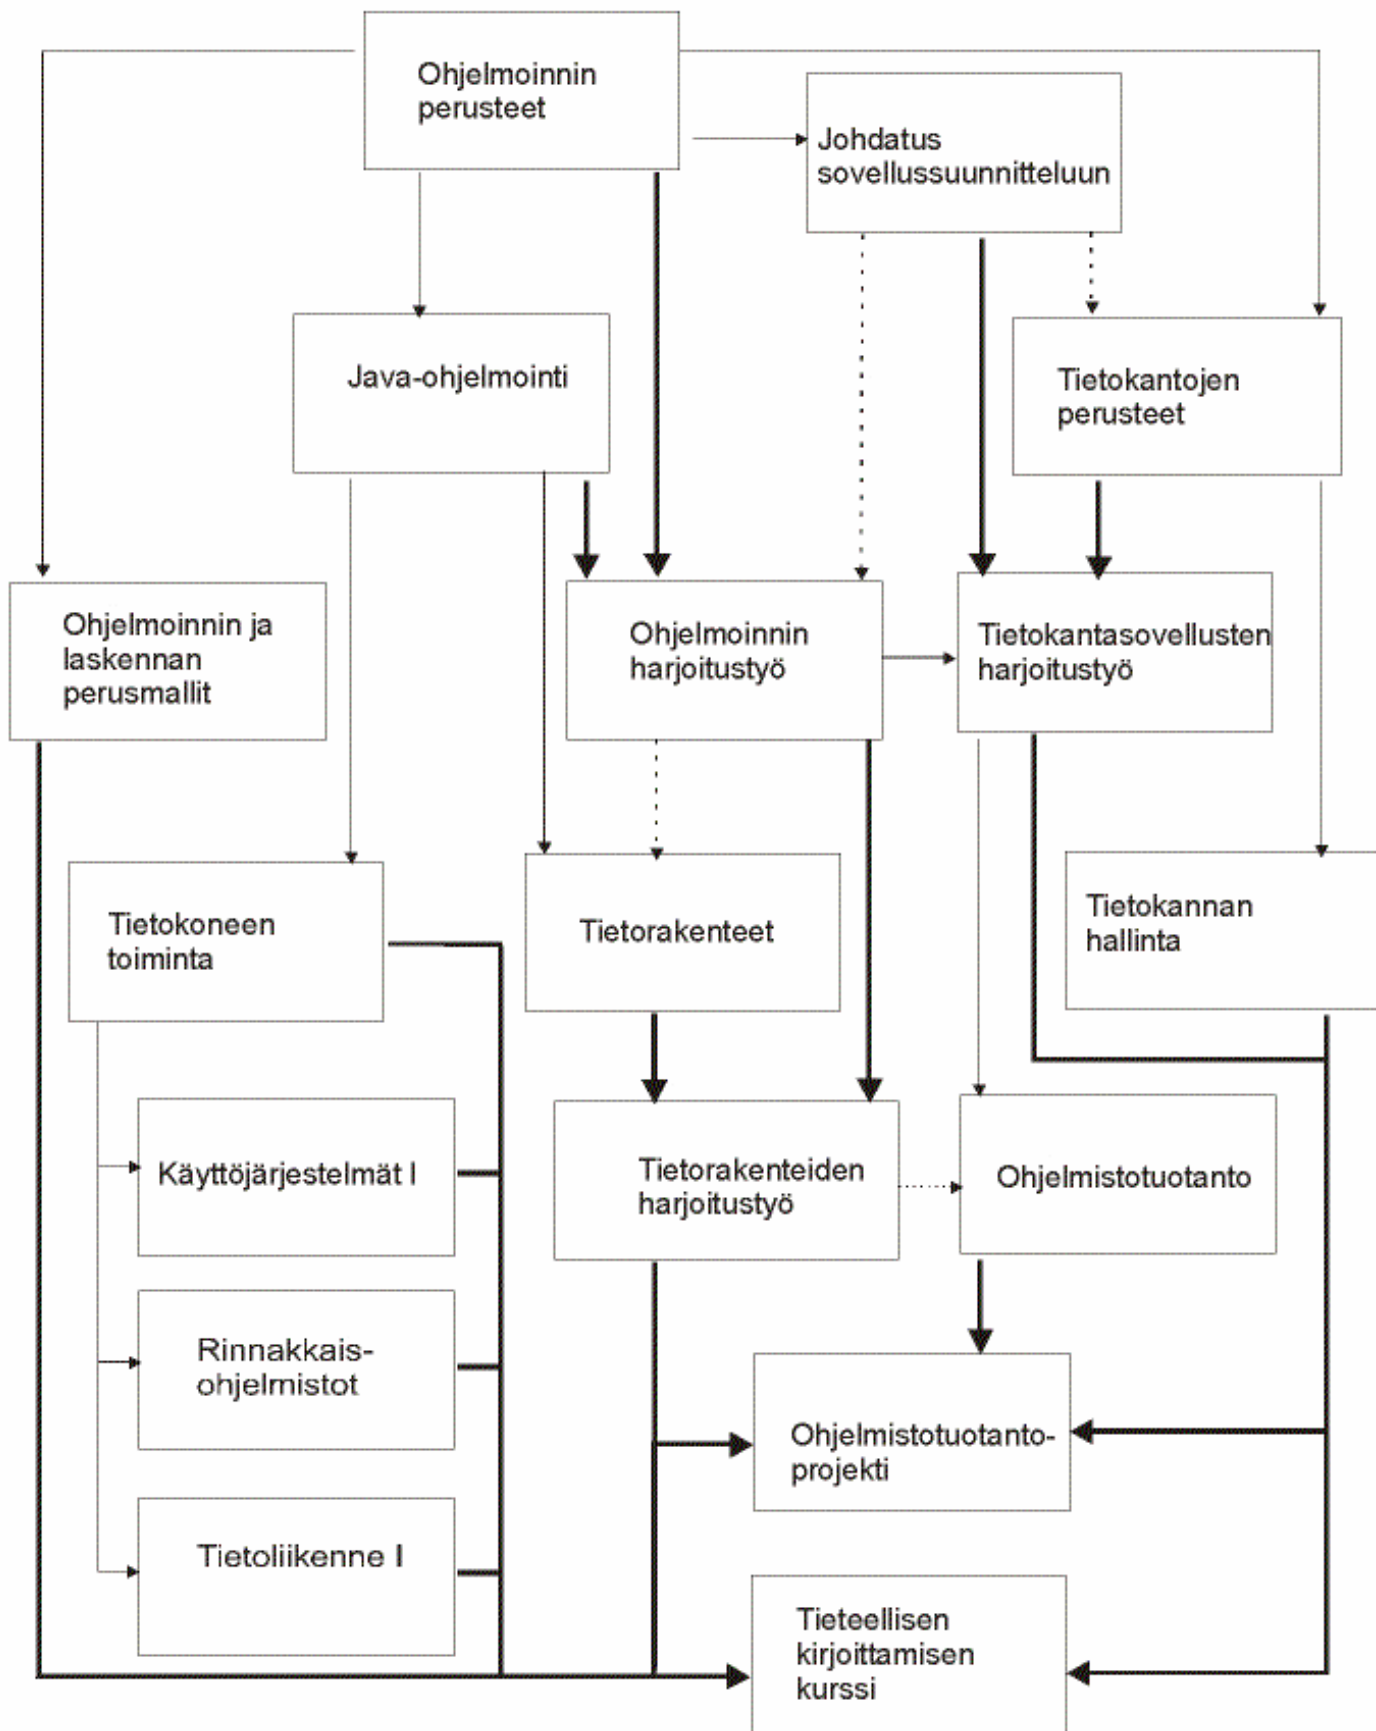 Ohjelmoinnin
perusteet
Johdatus
sovellussuunnitteluun
Java-ohjelmointi
Tietokantojen
perusteet
Ohjelmoinnin ja
laskennan
perusmallit
Ohjelmoinnin
harjoitustyö
Tietokantasovellusten
harjoitustyö
Tietokoneen
toiminta
Tietorakenteet
Tietokannan
hallinta
Käyttöjärjestelmät I
Tietorakenteiden
harjoitustyö
Ohjelmistotuotanto
Rinnakkais-
ohjelmistot
Ohjelmistotuotanto-
projekti
Tietoliikenne I
Tieteellisen
kirjoittamisen
kurssi